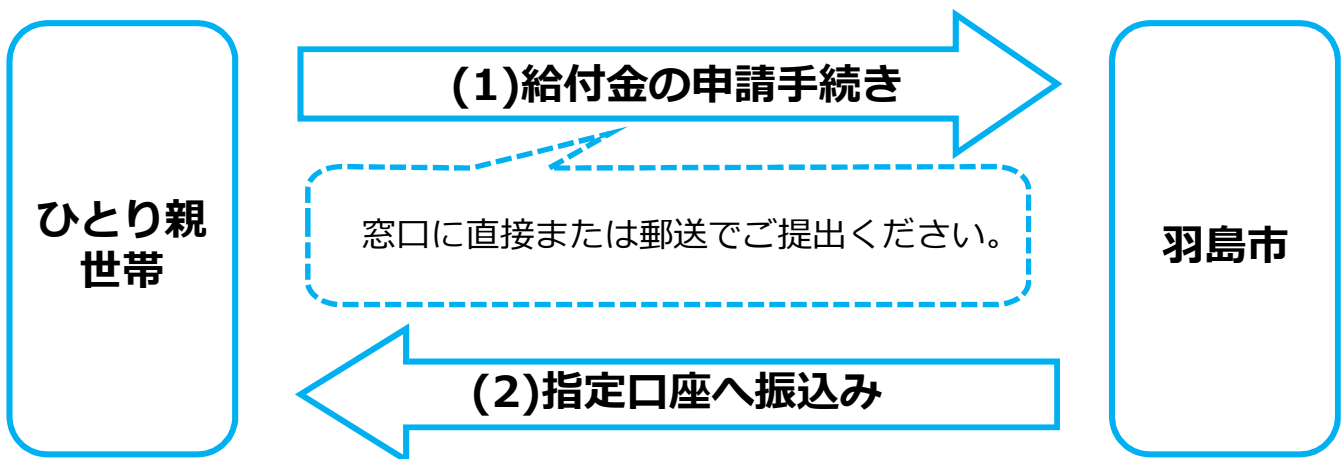 (1)給付金の申請手続き
ひとり親
世帯
窓口に直接または郵送でご提出ください。
羽島市
(2)指定口座へ振込み